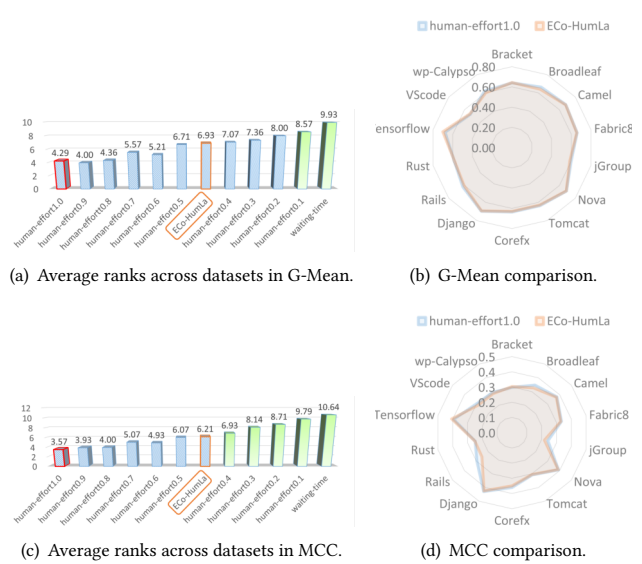 10
8
6
4
2
0
4.29 4.00 4.36 5.57 5.21 6.71 6.93 7.07 7.36 8.00 8.57 9.93
human-effort1.0 human-effort0.9 human-effort0.8 human-effort0.7 human-effort0.6 human-effort0.5 ECo-HumLa human-effort0.4 human-effort0.3 human-effort0.2 human-effort0.1 waiting-time
(a) Average ranks across datasets in G-Mean.
human-effort1.0 ECo-HumLa
Bracket
0.80
0.60
0.40
0.20
0.00
Broadleaf
Camel
Fabric8
jGroup
Nova
Tomcat
Corefx
Django
Rails
Rust
ensorflow
VScode
wp-Calypso
(b) G-Mean comparison.
12
10
8
6
4
2
0
3.57 3.93 4.00 5.07 4.93 6.07 6.21 6.93 8.14 8.71 9.79 10.64
human-effort1.0 human-effort0.9 human-effort0.8 human-effort0.7 human-effort0.6 human-effort0.5 ECo-HumLa human-effort0.4 human-effort0.3 human-effort0.2 human-effort0.1 waiting-time
(c) Average ranks across datasets in MCC.
human-effort1.0 ECo-HumLa
Bracket
0.5
0.4
0.3
0.2
0.1
0.0
Broadleaf
Camel
Fabric8
jGroup
Nova
Tomcat
Corefx
Django
Rails
Rust
Tensorflow
VScode
wp-Calypso
(d) MCC comparison.